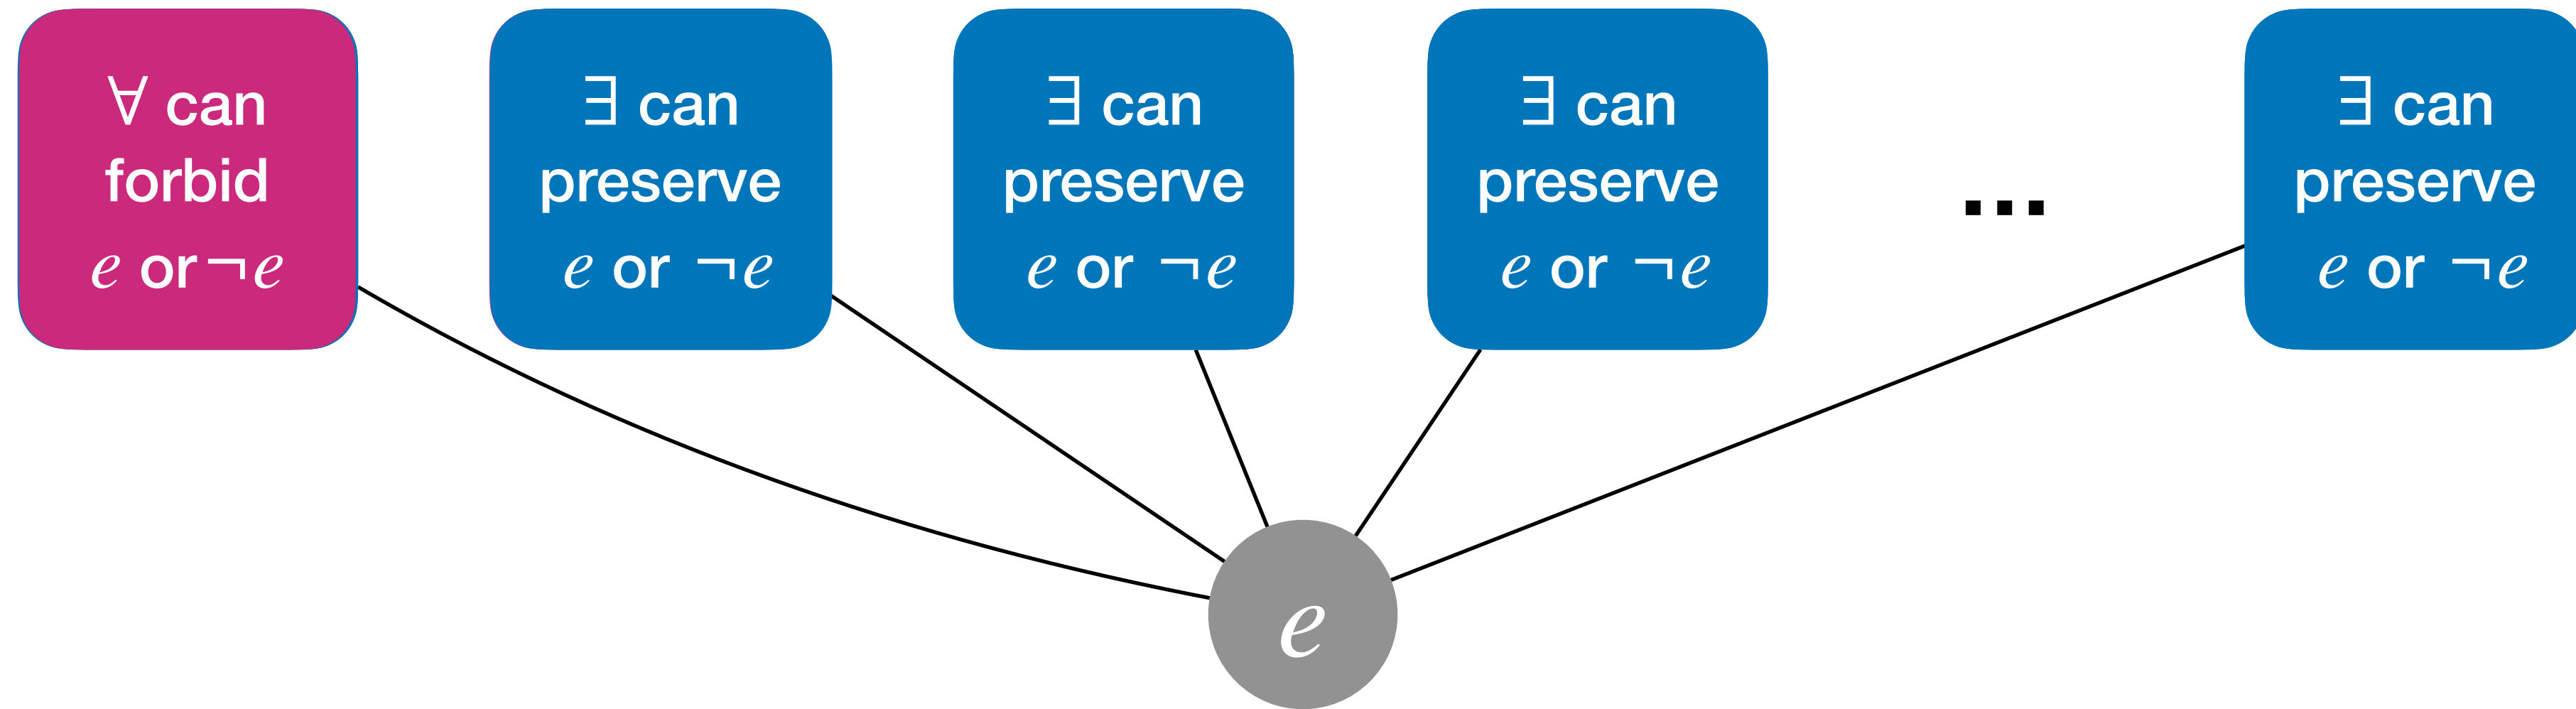 ∀ can
forbid
e or ¬e
∃ can
preserve
e or ¬e
∃ can
preserve
e or ¬e
∃ can
preserve
e or ¬e
...
∃ can
preserve
e or ¬e
e